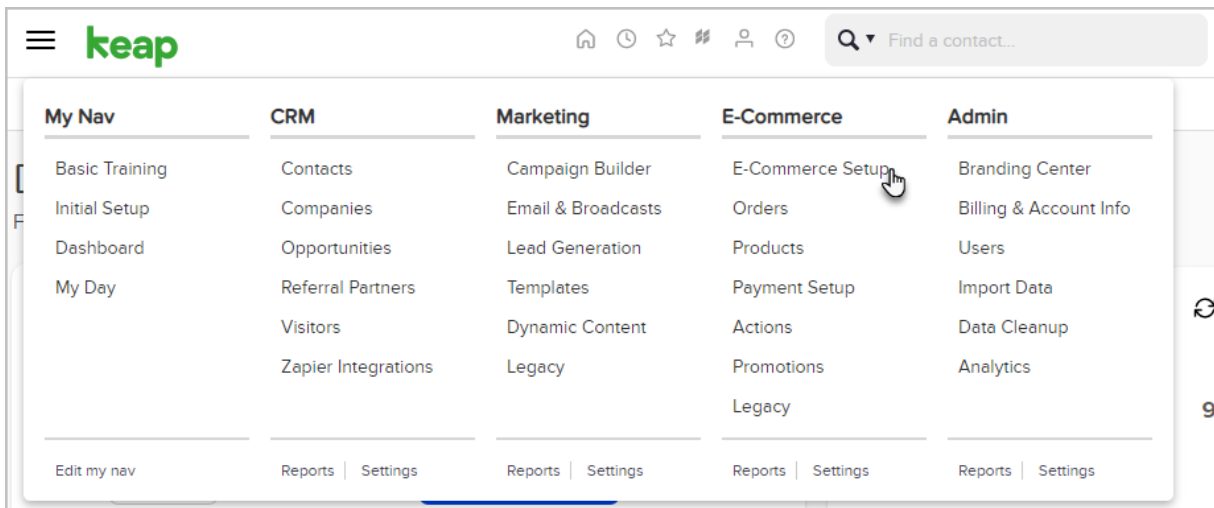 keap
Find a contact...
My Nav
Basic Training
Initial Setup
Dashboard
My Day
Edit my nav
CRM
Contacts
Companies
Opportunities
Referral Partners
Visitors
Zapier Integrations
Reports | Settings
Marketing
Campaign Builder
Email & Broadcasts
Lead Generation
Templates
Dynamic Content
Legacy
Reports | Settings
E-Commerce
E-Commerce Setup
Orders
Products
Payment Setup
Actions
Promotions
Legacy
Reports | Settings
Admin
Branding Center
Billing & Account Info
Users
Import Data
Data Cleanup
Analytics
Reports | Settings
9